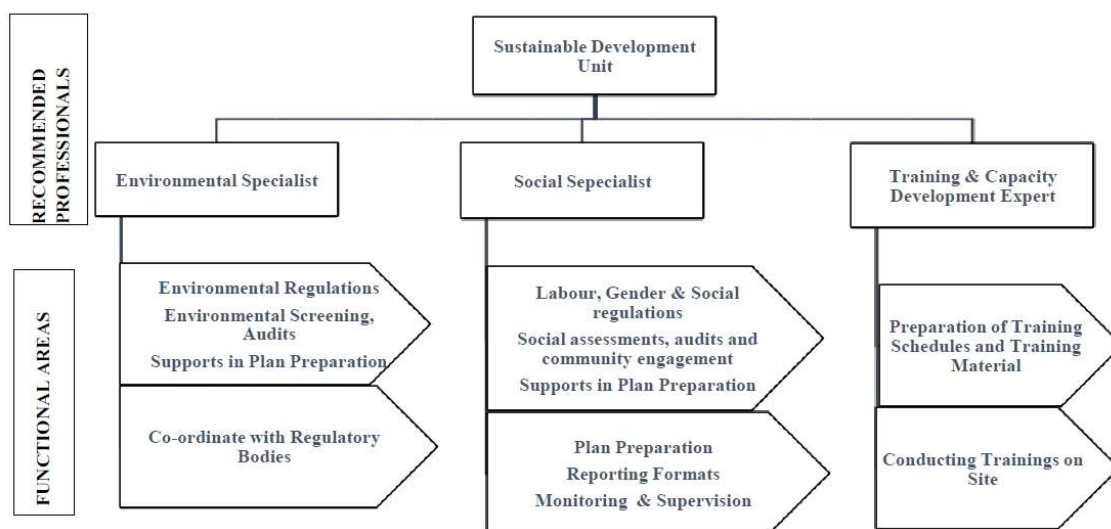 RECOMMENDED
PROFESSIONALS
Sustainable Development
Unit
Environmental Specialist
Social Sepecialist
Training & Capacity
Development Expert
FUNCTIONAL AREAS
Environmental Regulations
Environmental Screening,
Audits
Supports in Plan Preparation
Co-ordinate with Regulatory
Bodies
Labour, Gender & Social
regulations
Social assessments, audits and
community engagement
Supports in Plan Preparation
Plan Preparation
Reporting Formats
Monitoring & Supervision
Preparation of Training
Schedules and Training
Material
Conducting Trainings on
Site